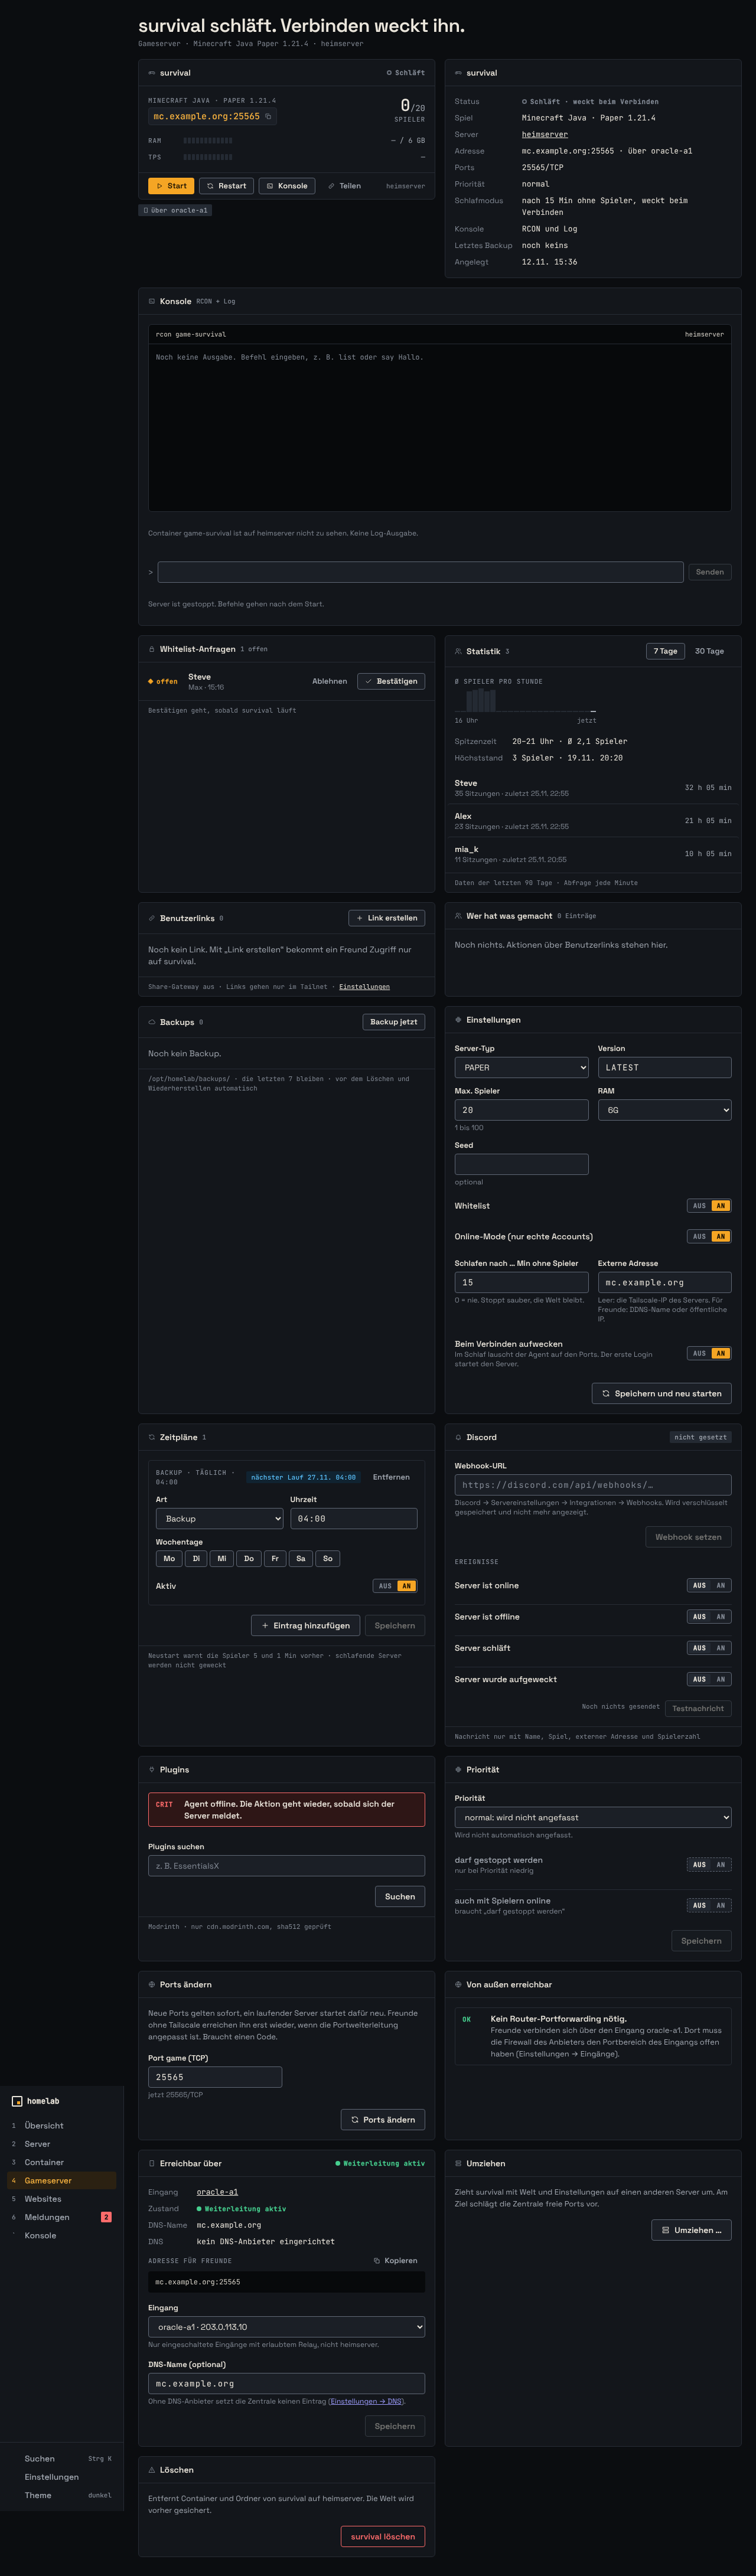 survival schläft. Verbinden weckt ihn.
Gameserver · Minecraft Java Paper 1.21.4 · heimserver
survival
Schläft
MINECRAFT JAVA · PAPER 1.21.4
mc.example.org:25565
0/20
SPIELER
RAM
— / 6 GB
TPS
—
Start
Restart
Konsole
Teilen
heimserver
über oracle-a1
survival
Status
Schläft · weckt beim Verbinden
Spiel
Minecraft Java · Paper 1.21.4
Server
heimserver
Adresse
mc.example.org:25565 · über oracle-a1
Ports
25565/TCP
Priorität
normal
Schlafmodus
nach 15 Min ohne Spieler, weckt beim
Verbinden
Konsole
RCON und Log
Letztes Backup
noch keins
Angelegt
12.11. 15:36
Konsole RCON + Log
rcon game-survival
heimserver
Noch keine Ausgabe. Befehl eingeben, z. B. list oder say Hallo.
Container game-survival ist auf heimserver nicht zu sehen. Keine Log-Ausgabe.
>
Senden
Server ist gestoppt. Befehle gehen nach dem Start.
Whitelist-Anfragen 1 offen
offen
Steve
Max · 15:16
Ablehnen
Bestätigen
Bestätigen geht, sobald survival läuft
Statistik 3
7 Tage
30 Tage
Ø SPIELER PRO STUNDE
16 Uhr
jetzt
Spitzenzeit
20–21 Uhr · Ø 2,1 Spieler
Höchststand
3 Spieler · 19.11. 20:20
Steve
35 Sitzungen · zuletzt 25.11. 22:55
32 h 05 min
Alex
23 Sitzungen · zuletzt 25.11. 22:55
21 h 05 min
mia_k
11 Sitzungen · zuletzt 25.11. 20:55
10 h 05 min
Daten der letzten 90 Tage · Abfrage jede Minute
Benutzerlinks 0
Link erstellen
Noch kein Link. Mit „Link erstellen“ bekommt ein Freund Zugriff nur
auf survival.
Share-Gateway aus · Links gehen nur im Tailnet · Einstellungen
Wer hat was gemacht 0 Einträge
Noch nichts. Aktionen über Benutzerlinks stehen hier.
Backups 0
Backup jetzt
Noch kein Backup.
/opt/homelab/backups/ · die letzten 7 bleiben · vor dem Löschen und
Wiederherstellen automatisch
Einstellungen
Server-Typ
Version
PAPER
LATEST
Max. Spieler
RAM
20
6G
1 bis 100
Seed
optional
Whitelist
AUS AN
Online-Mode (nur echte Accounts)
AUS AN
Schlafen nach … Min ohne Spieler
Externe Adresse
15
mc.example.org
0 = nie. Stoppt sauber, die Welt bleibt.
Leer: die Tailscale-IP des Servers. Für
Freunde: DDNS-Name oder öffentliche
IP.
Beim Verbinden aufwecken
Im Schlaf lauscht der Agent auf den Ports. Der erste Login
startet den Server.
AUS AN
Speichern und neu starten
Zeitpläne 1
BACKUP · TÄGLICH ·
04:00
nächster Lauf 27.11. 04:00
Entfernen
Art
Uhrzeit
Backup
04:00
Wochentage
Mo Di Mi Do Fr Sa So
Aktiv
AUS AN
Eintrag hinzufügen
Speichern
Neustart warnt die Spieler 5 und 1 Min vorher · schlafende Server
werden nicht geweckt
Discord
nicht gesetzt
Webhook-URL
https://discord.com/api/webhooks/…
Discord → Servereinstellungen → Integrationen → Webhooks. Wird verschlüsselt
gespeichert und nicht mehr angezeigt.
Webhook setzen
EREIGNISSE
Server ist online
AUS AN
Server ist offline
AUS AN
Server schläft
AUS AN
Server wurde aufgeweckt
AUS AN
Noch nichts gesendet
Testnachricht
Nachricht nur mit Name, Spiel, externer Adresse und Spielerzahl
Plugins
CRIT
Agent offline. Die Aktion geht wieder, sobald sich der
Server meldet.
Plugins suchen
z. B. EssentialsX
Suchen
Modrinth · nur cdn.modrinth.com, sha512 geprüft
Priorität
Priorität
normal: wird nicht angefasst
Wird nicht automatisch angefasst.
darf gestoppt werden
nur bei Priorität niedrig
AUS AN
auch mit Spielern online
braucht „darf gestoppt werden“
AUS AN
Speichern
Ports ändern
Neue Ports gelten sofort, ein laufender Server startet dafür neu. Freunde
ohne Tailscale erreichen ihn erst wieder, wenn die Portweiterleitung
angepasst ist. Braucht einen Code.
Port game (TCP)
25565
jetzt 25565/TCP
Ports ändern
Von außen erreichbar
OK
Kein Router-Portforwarding nötig.
Freunde verbinden sich über den Eingang oracle-a1. Dort muss
die Firewall des Anbieters den Portbereich des Eingangs offen
haben (Einstellungen → Eingänge).
homelab
1 Übersicht
2 Server
3 Container
4 Gameserver
5 Websites
6 Meldungen 2
` Konsole
Suchen Strg K
Einstellungen
Theme dunkel
Erreichbar über
Weiterleitung aktiv
Eingang
oracle-a1
Zustand
Weiterleitung aktiv
DNS-Name
mc.example.org
DNS
kein DNS-Anbieter eingerichtet
ADRESSE FÜR FREUNDE
Kopieren
mc.example.org:25565
Eingang
oracle-a1 · 203.0.113.10
Nur eingeschaltete Eingänge mit erlaubtem Relay, nicht heimserver.
DNS-Name (optional)
mc.example.org
Ohne DNS-Anbieter setzt die Zentrale keinen Eintrag (Einstellungen → DNS).
Speichern
Umziehen
Zieht survival mit Welt und Einstellungen auf einen anderen Server um. Am
Ziel schlägt die Zentrale freie Ports vor.
Umziehen …
Löschen
Entfernt Container und Ordner von survival auf heimserver. Die Welt wird
vorher gesichert.
survival löschen